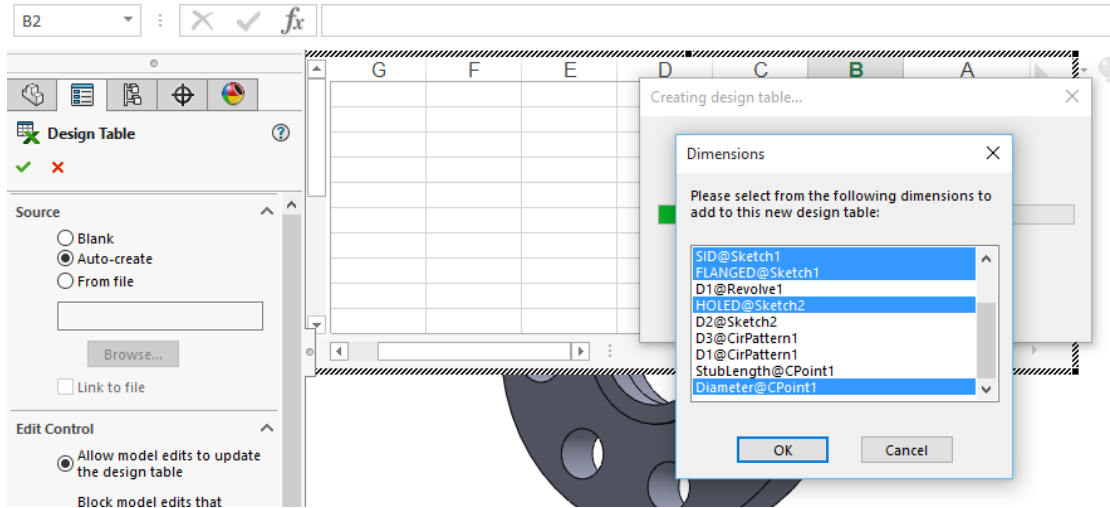 B2
fx
G F E D C B A
Creating design table...
Design Table
Dimensions
Please select from the following dimensions to
add to this new design table:
Source
Blank
Auto-create
From file
Browse...
Link to file
SID@Sketch1
FLANGED@Sketch1
D1@Revolve1
HOLED@Sketch2
D2@Sketch2
D3@CirPattern1
D1@CirPattern1
StubLength@CPoint1
Diameter@CPoint1
OK Cancel
Edit Control
Allow model edits to update
the design table
Block model edits that